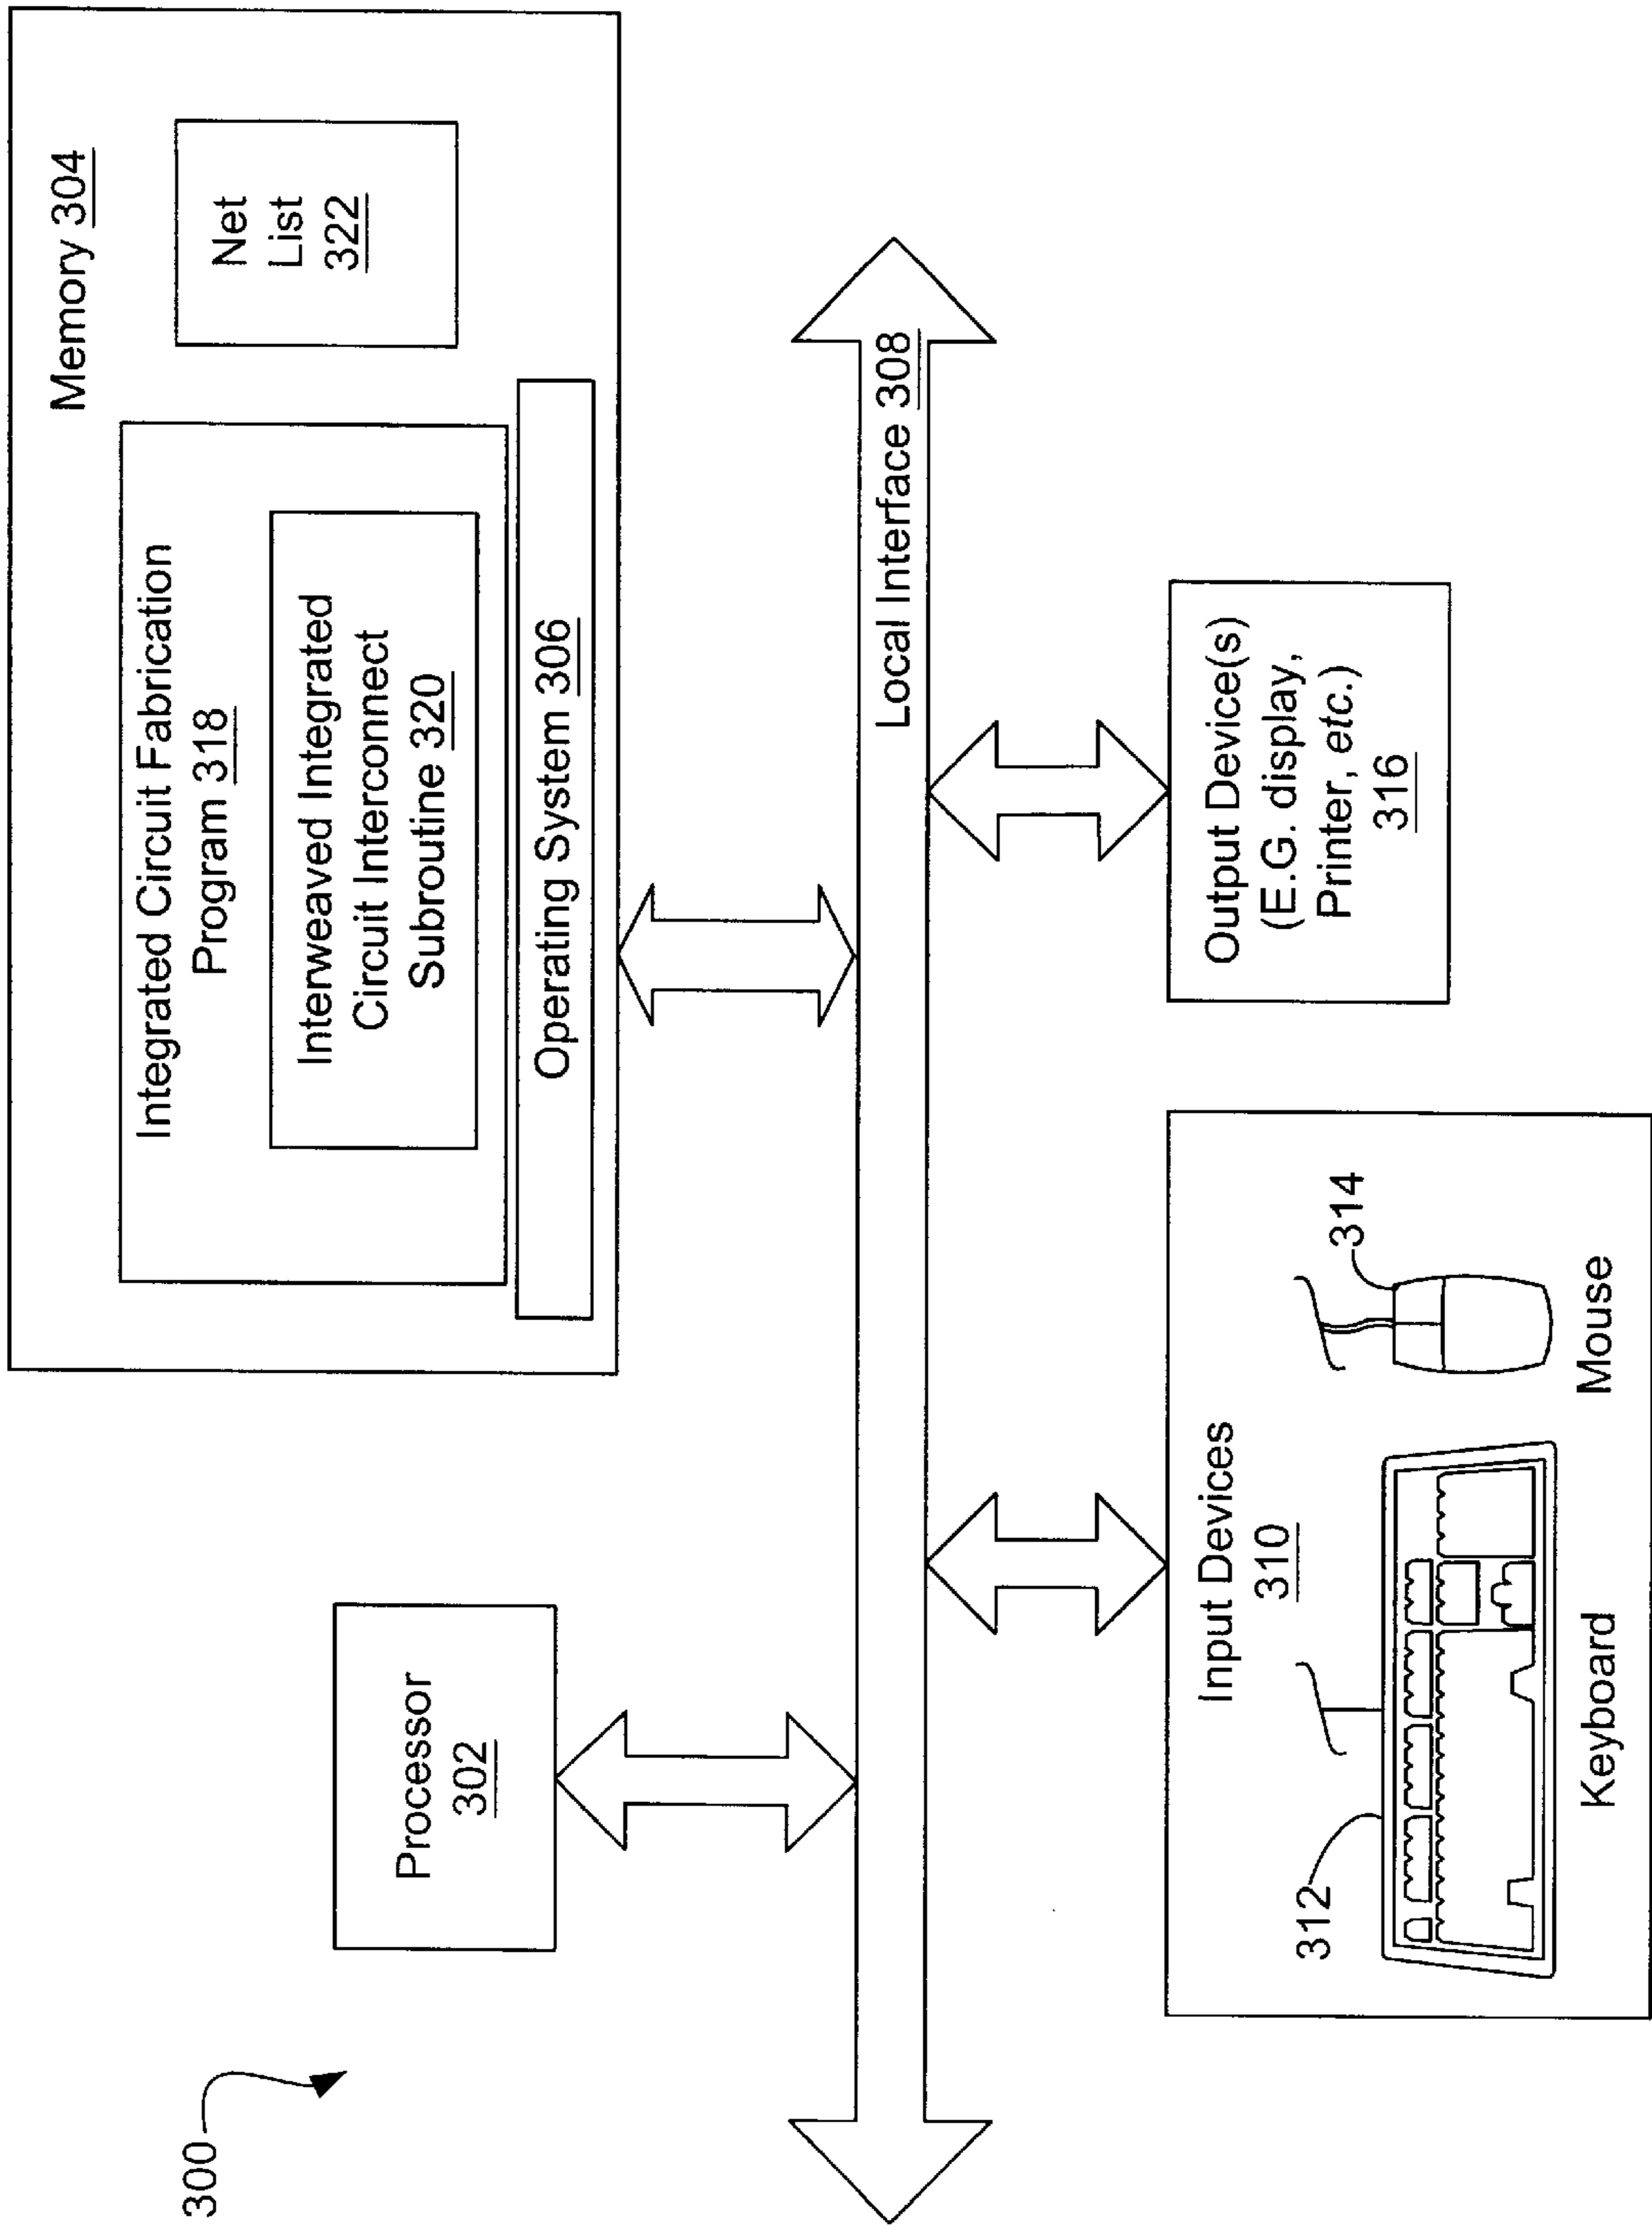 300
Processor
302
Memory 304
Integrated Circuit Fabrication
Program 318
Interweaved Integrated
Circuit Interconnect
Subroutine 320
Net
List
322
Operating System 306
Local Interface 308
Input Devices
310
312
314
Keyboard
Mouse
Output Device(s)
(E.G. display,
Printer, etc.)
316